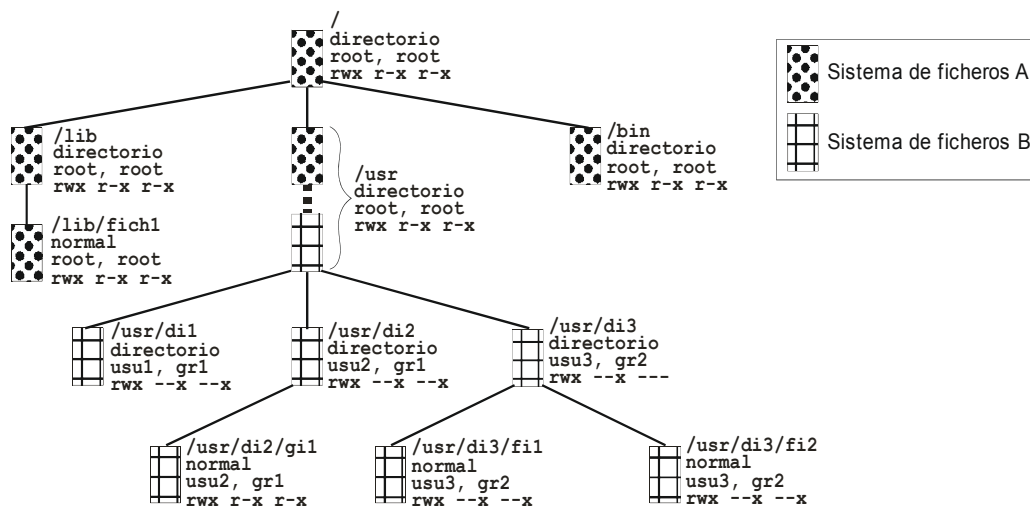 /
directorio
root, root
rwx r-x r-x
Sistema de ficheros A
Sistema de ficheros B
/lib
directorio
root, root
rwx r-x r-x
/usr
directorio
root, root
rwx r-x r-x
/bin
directorio
root, root
rwx r-x r-x
/lib/fich1
normal
root, root
rwx r-x r-x
/usr/di1
directorio
usu1, gr1
rwx --x --x
/usr/di2
directorio
usu2, gr1
rwx --x --x
/usr/di3
directorio
usu3, gr2
rwx --x ---
/usr/di2/gi1
normal
usu2, gr1
rwx r-x r-x
/usr/di3/fi1
normal
usu3, gr2
rwx --x --x
/usr/di3/fi2
normal
usu3, gr2
rwx --x --x